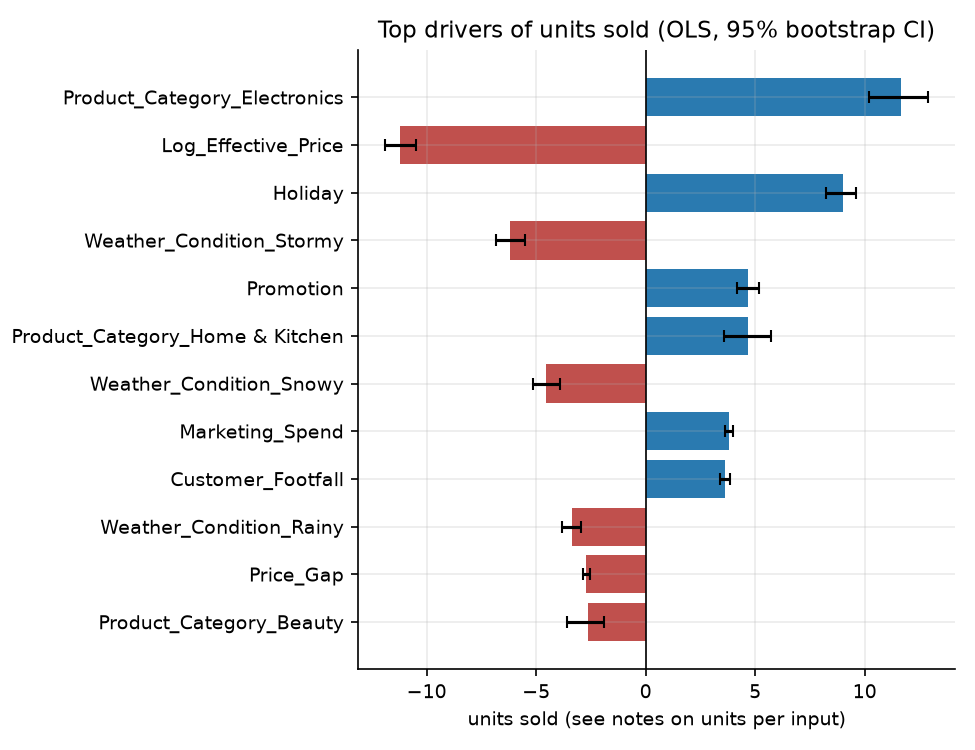 Top drivers of units sold (OLS, 95% bootstrap CI)
Product_Category_Electronics
Log_Effective_Price
Holiday
Weather_Condition_Stormy
Promotion
Product_Category_Home & Kitchen
Weather_Condition_Snowy
Marketing_Spend
Customer_Footfall
Weather_Condition_Rainy
Price_Gap
Product_Category_Beauty
−10 −5 0 5 10
units sold (see notes on units per input)